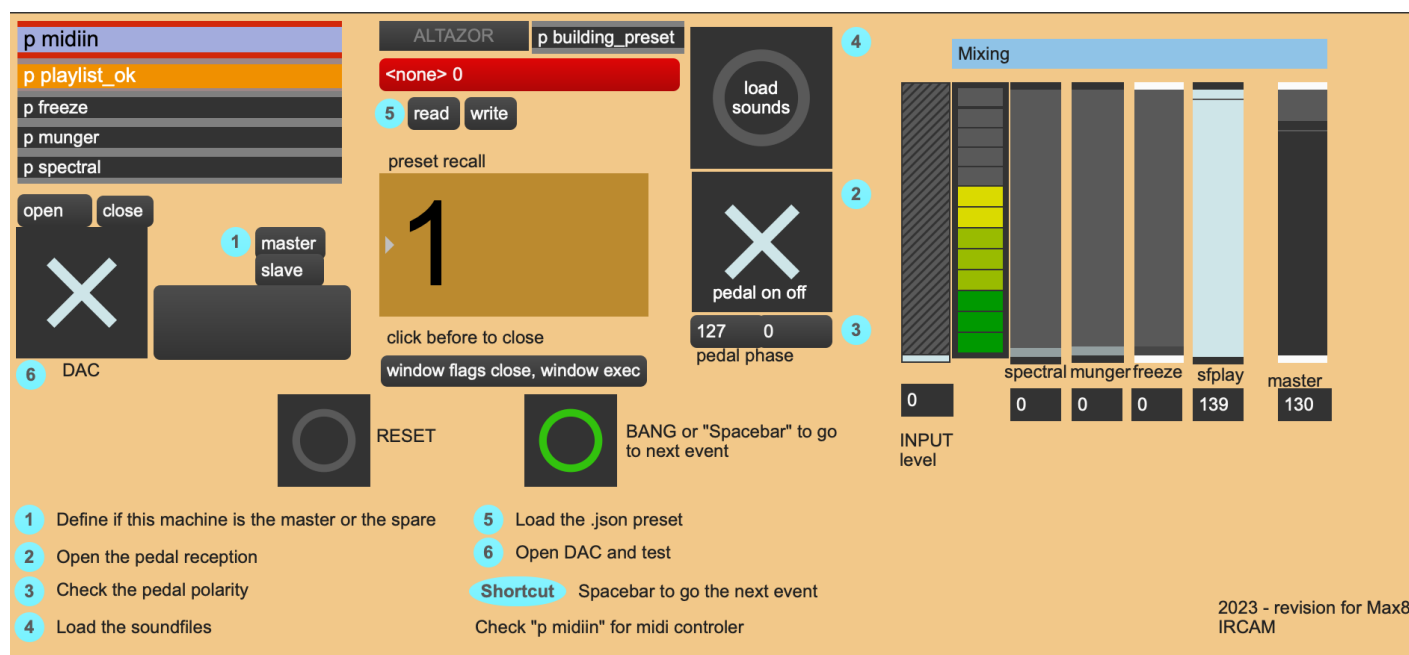 p midiin
p playlist_ok
p freeze
p munger
p spectral
open
close
1
master
slave
6
DAC
ALTAZOR
p building_preset
<none> 0
5
read
write
preset recall
1
click before to close
window flags close, window exec
RESET
BANG or "Spacebar" to go
to next event
load
sounds
4
2
pedal on off
127
0
3
pedal phase
Mixing
spectral
munger
freeze
sfplay
master
0
0
0
0
139
130
INPUT
level
1 Define if this machine is the master or the spare
2 Open the pedal reception
3 Check the pedal polarity
4 Load the soundfiles
5 Load the .json preset
6 Open DAC and test
Shortcut Spacebar to go the next event
Check "p midiin" for midi controler
2023 - revision for Max8
IRCAM